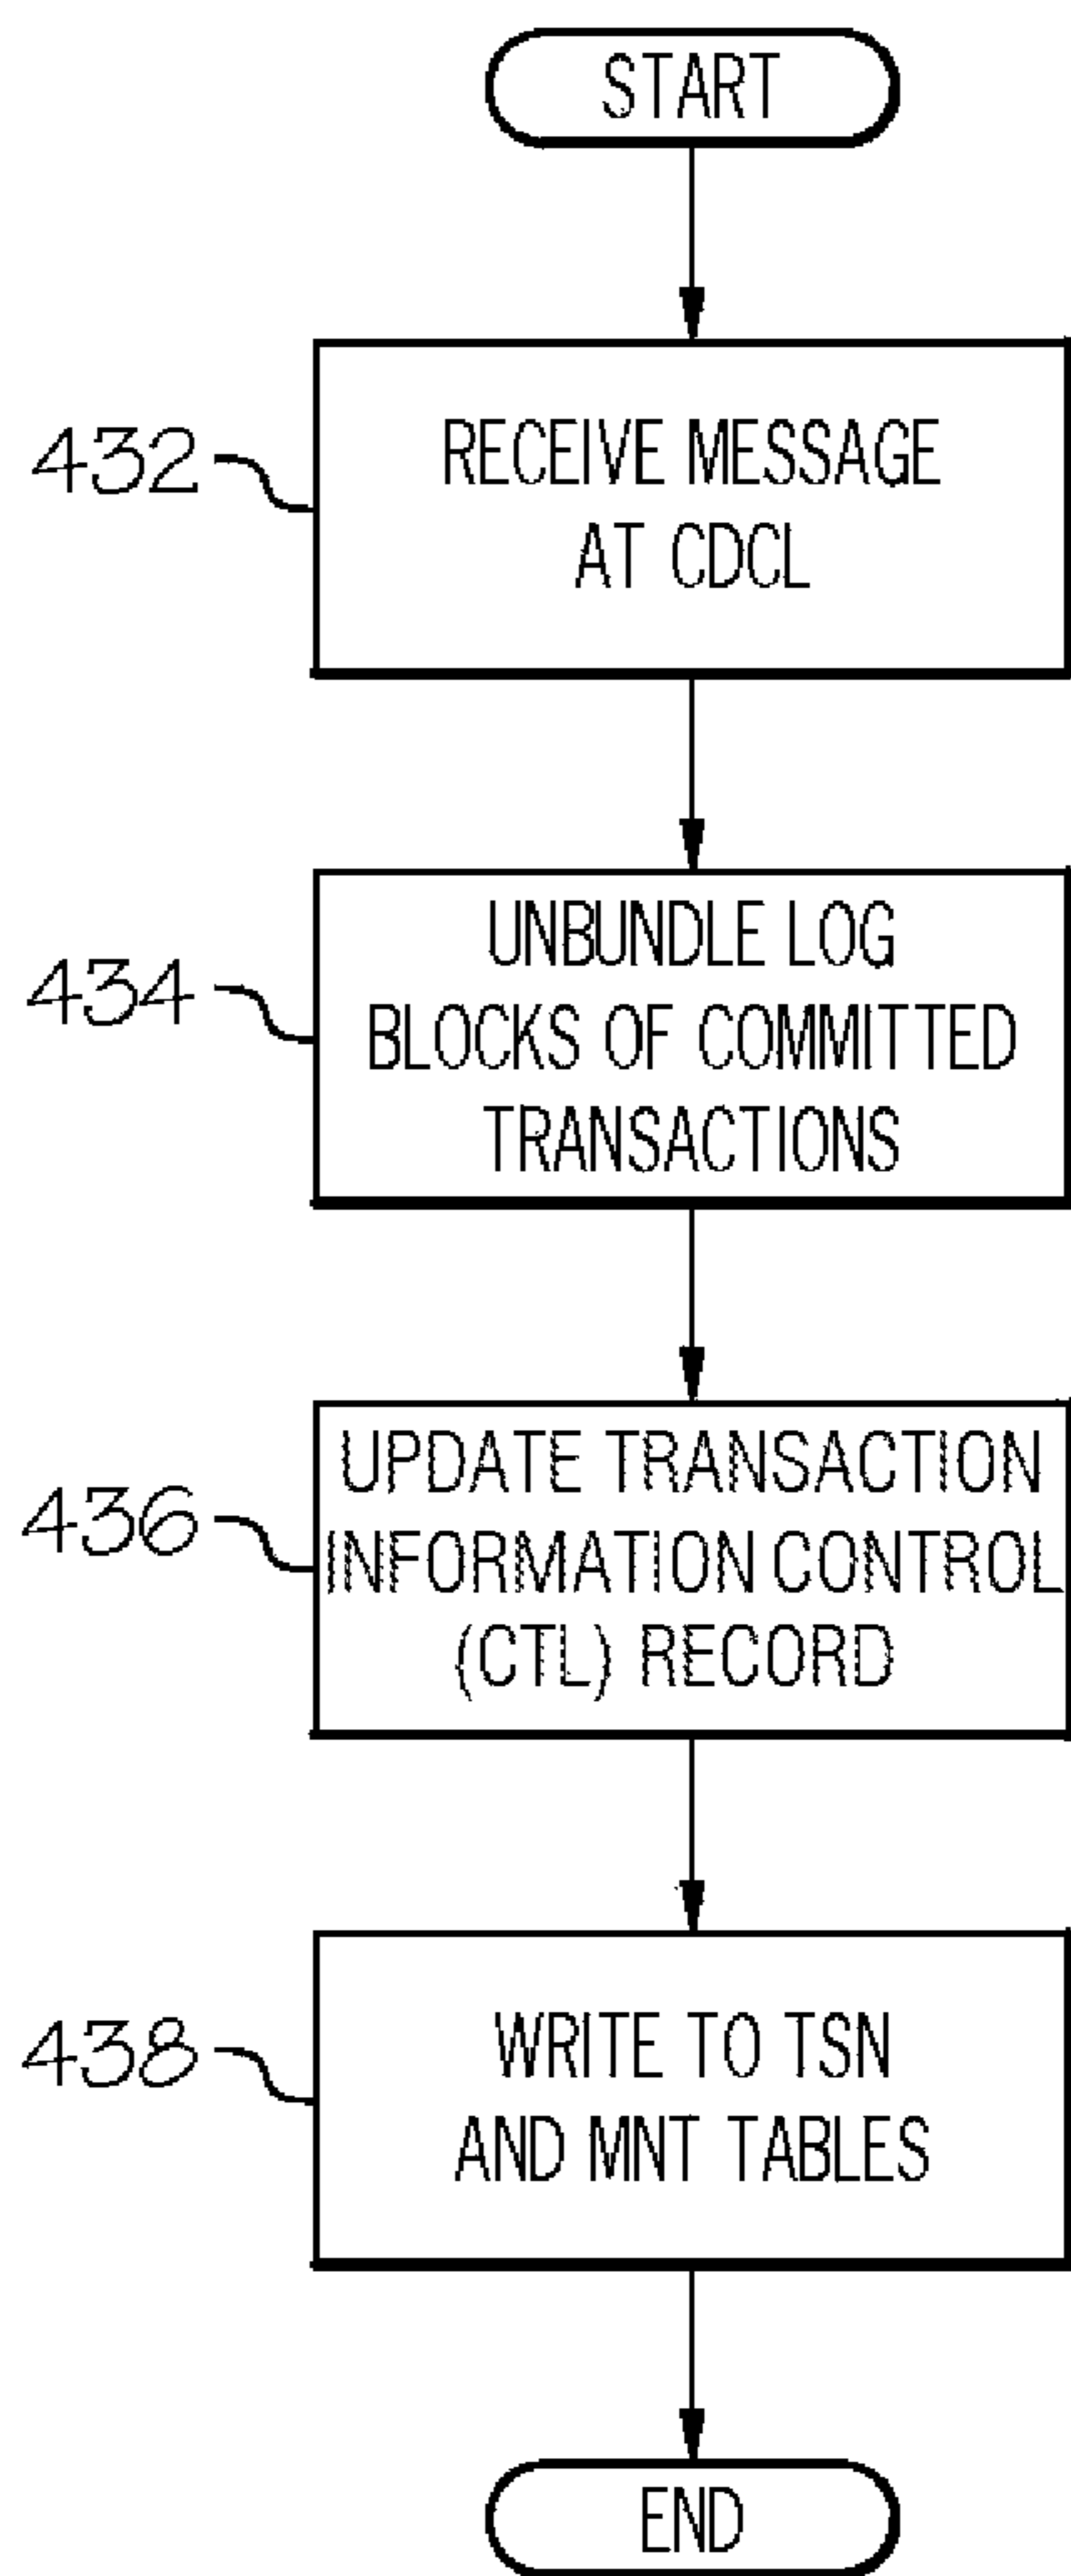 START
432
RECEIVE MESSAGE
AT CDCL
434
UNBUNDLE LOG
BLOCKS OF COMMITTED
TRANSACTIONS
436
UPDATE TRANSACTION
INFORMATION CONTROL
(CTL) RECORD
438
WRITE TO TSN
AND MNT TABLES
END